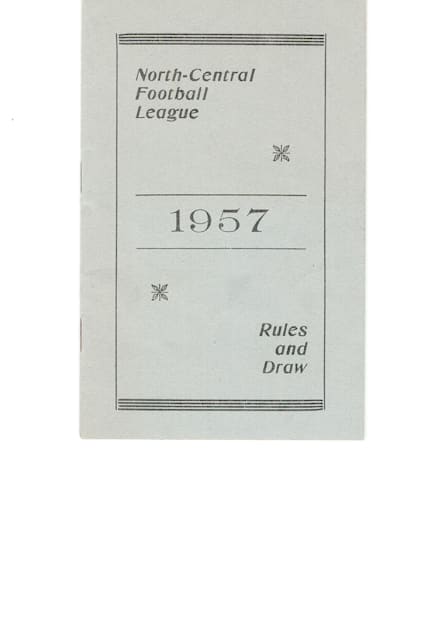 North-Central
Football
League
1957
Rules
and
Draw